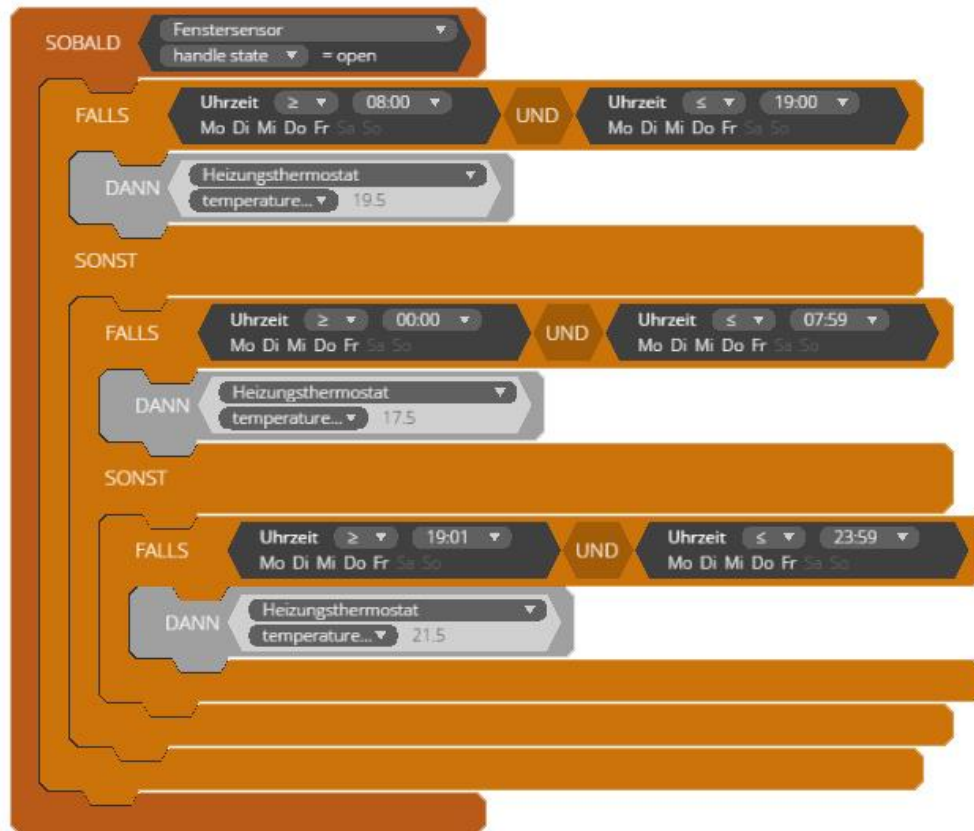 Fenstersensor
SOBALD
handle state = open
FALLS Uhrzeit ≥ 08:00 UND Uhrzeit ≤ 19:00
Mo Di Mi Do Fr Sa So Mo Di Mi Do Fr Sa So
DANN Heizungsthermostat
temperature... 19.5
SONST
FALLS Uhrzeit ≥ 00:00 UND Uhrzeit ≤ 07:59
Mo Di Mi Do Fr Sa So Mo Di Mi Do Fr Sa So
DANN Heizungsthermostat
temperature... 17.5
SONST
FALLS Uhrzeit ≥ 19:01 UND Uhrzeit ≤ 23:59
Mo Di Mi Do Fr Sa So Mo Di Mi Do Fr Sa So
DANN Heizungsthermostat
temperature... 21.5